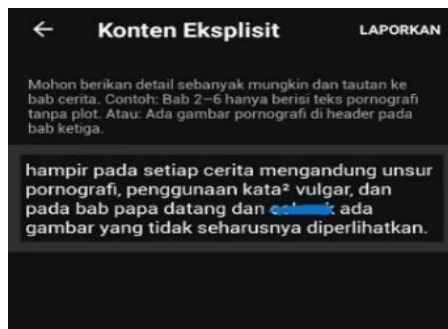 Konten Eksplisit LAPORKAN
Mohon berikan detail sebanyak mungkin dan tautan ke
bab cerita. Contoh: Bab 2–6 hanya berisi teks pornografi
tanpa plot. Atau: Ada gambar pornografi di header pada
bab ketiga.
hampir pada setiap cerita mengandung unsur
pornografi, penggunaan kata² vulgar, dan
pada bab papa datang dan ada
gambar yang tidak seharusnya diperlihatkan.